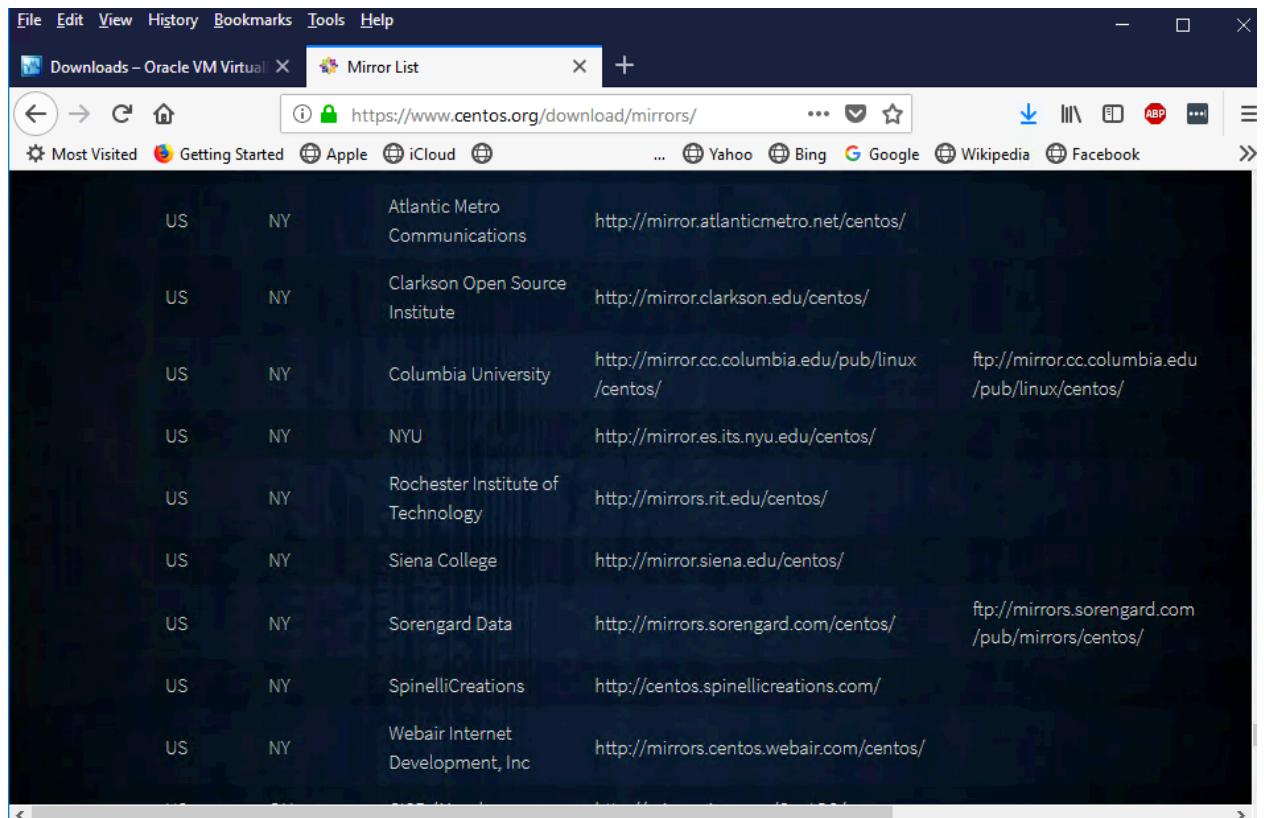 File Edit View History Bookmarks Tools Help
Downloads – Oracle VM Virtual
Mirror List
https://www.centos.org/download/mirrors/
ABP
Most Visited Getting Started Apple iCloud ... Yahoo Bing Google Wikipedia Facebook
US NY Atlantic Metro
Communications http://mirror.atlanticmetro.net/centos/
US NY Clarkson Open Source
Institute http://mirror.clarkson.edu/centos/
US NY Columbia University http://mirror.cc.columbia.edu/pub/linux
/centos/ ftp://mirror.cc.columbia.edu
/pub/linux/centos/
US NY NYU http://mirror.es.its.nyu.edu/centos/
US NY Rochester Institute of
Technology http://mirrors.rit.edu/centos/
US NY Siena College http://mirror.siena.edu/centos/
US NY Sorengard Data http://mirrors.sorengard.com/centos/ ftp://mirrors.sorengard.com
/pub/mirrors/centos/
US NY SpinelliCreations http://centos.spinellicreations.com/
US NY Webair Internet
Development, Inc http://mirrors.centos.webair.com/centos/